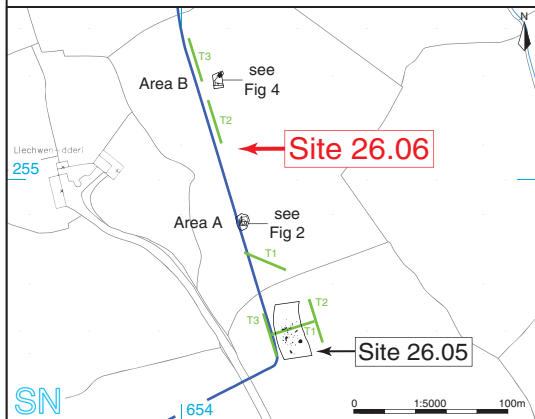 N
T3
Area B
see
Fig 4
T2
Llechwen-dderi
Site 26.06
255
Area A
see
Fig 2
T1
T2
T3
T1
Site 26.05
SN
654
0 1:5000 100m